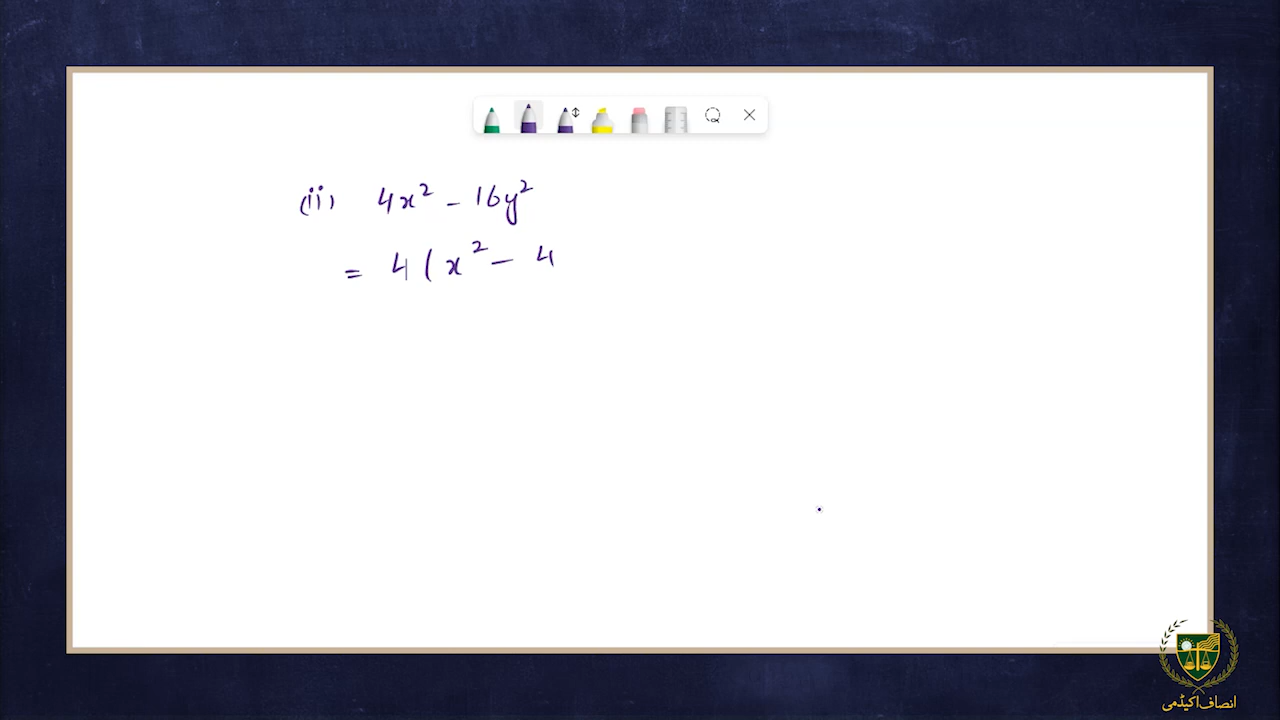 (ii) 4x² - 16y²
= 4 ( x² - 4
انصاف اکیڈمی